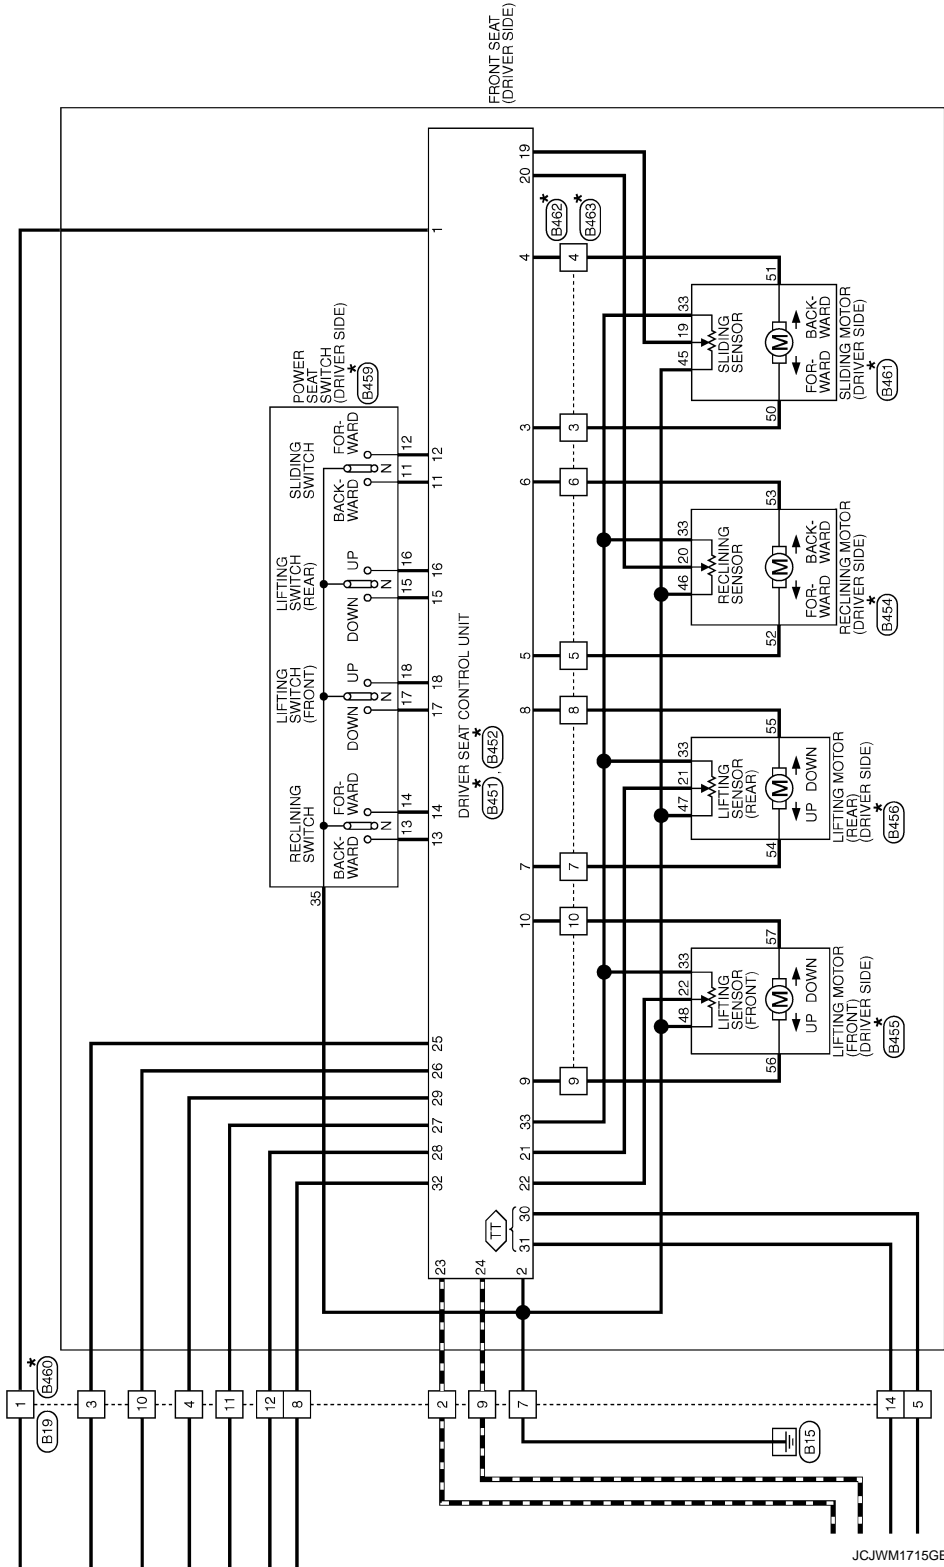 FRONT SEAT
(DRIVER SIDE)
POWER
SEAT
SWITCH
(DRIVER SIDE)
*
B459
SLIDING
SWITCH
BACK-
WARD
FOR-
WARD
N
11
12
LIFTING
SWITCH
(REAR)
DOWN
UP
N
15
16
LIFTING
SWITCH
(FRONT)
DOWN
UP
N
17
18
RECLINING
SWITCH
BACK-
WARD
FOR-
WARD
N
13
14
35
25 26 29 27 28 32 13 14 17 18 15 16 11 12 1
DRIVER SEAT CONTROL UNIT
* *
B451 , B452
23
24
2
TT
31 30 22 21 33 9 10 7 8 5 6 3 4 20 19
9 10 7 8 5 6 3 4
*
B462
*
B463
48 22 33
LIFTING
SENSOR
(FRONT)
M
UP DOWN
56
57
LIFTING MOTOR
(FRONT)
(DRIVER SIDE)
*
B455
47 21 33
LIFTING
SENSOR
(REAR)
M
UP DOWN
54
55
LIFTING MOTOR
(REAR)
(DRIVER SIDE)
*
B456
46 20 33
RECLINING
SENSOR
M
FOR-
WARD
BACK-
WARD
52
53
RECLINING MOTOR
(DRIVER SIDE)
*
B454
45 19 33
SLIDING
SENSOR
M
FOR-
WARD
BACK-
WARD
50
51
SLIDING MOTOR
(DRIVER SIDE)
*
B461
B19
*
B460
1
3
10
4
11
12
8
2
9
7
14
5
B15
JCJWM1715GE